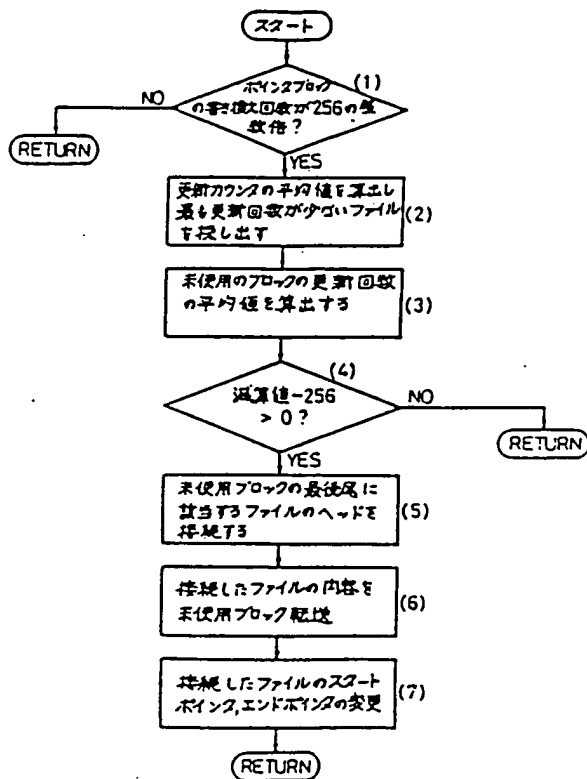 スタート
(1)
ポインタブロック
の書き換え回数が256の整
数倍?
NO
RETURN
YES
更新カウンタの平均値を算出し
最も更新回数が少ないファイル
を探し出す
(2)
未使用のブロックの更新回数
の平均値を算出する
(3)
(4)
減算値-256
> 0?
NO
RETURN
YES
未使用ブロックの最後尾に
該当するファイルのヘッドを
接続する
(5)
接続したファイルの内容を
未使用ブロック転送
(6)
接続したファイルのスタート
ポインタ,エンドポインタの変更
(7)
RETURN